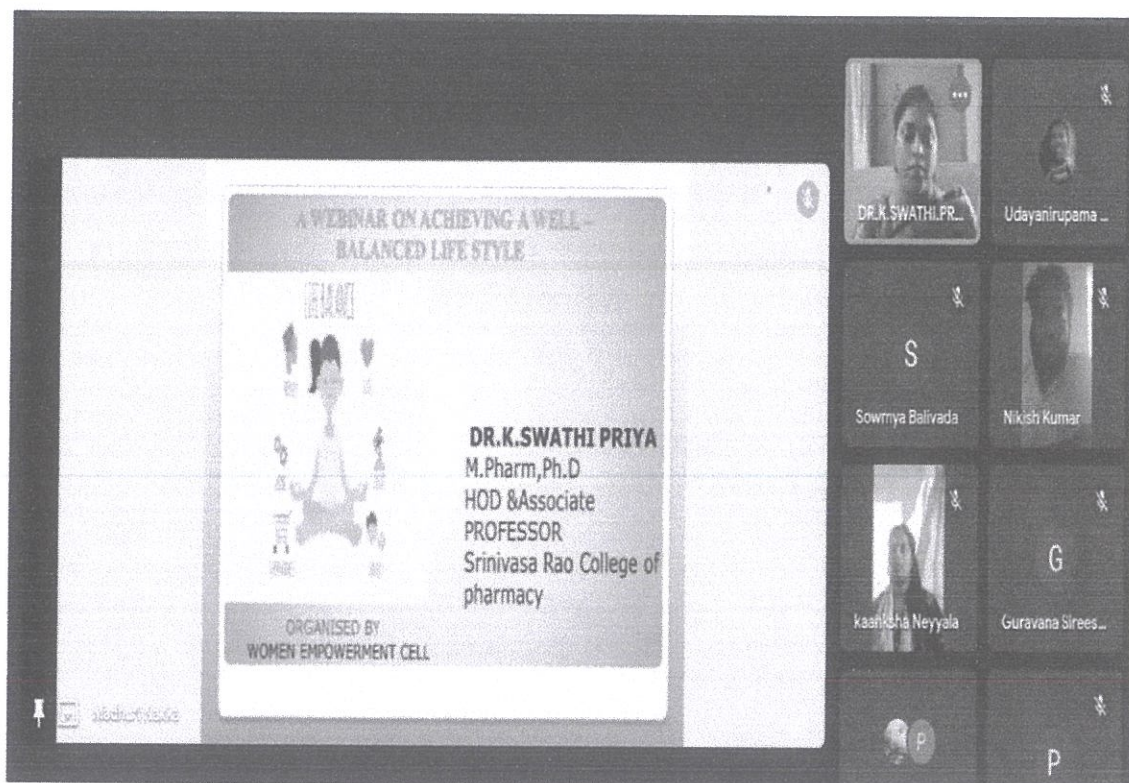 A WEBINAR ON ACHIEVING A WELL –
BALANCED LIFE STYLE
DR.K.SWATHI PRIYA
M.Pharm,Ph.D
HOD &Associate
PROFESSOR
Srinivasa Rao College of
pharmacy
ORGANISED BY
WOMEN EMPOWERMENT CELL
DR.K.SWATHI.PR...
Udayanirupama ...
S
Sowmya Balivada
Nikish Kumar
kaanksha Neyyala
G
Guravana Sirees...
P
P